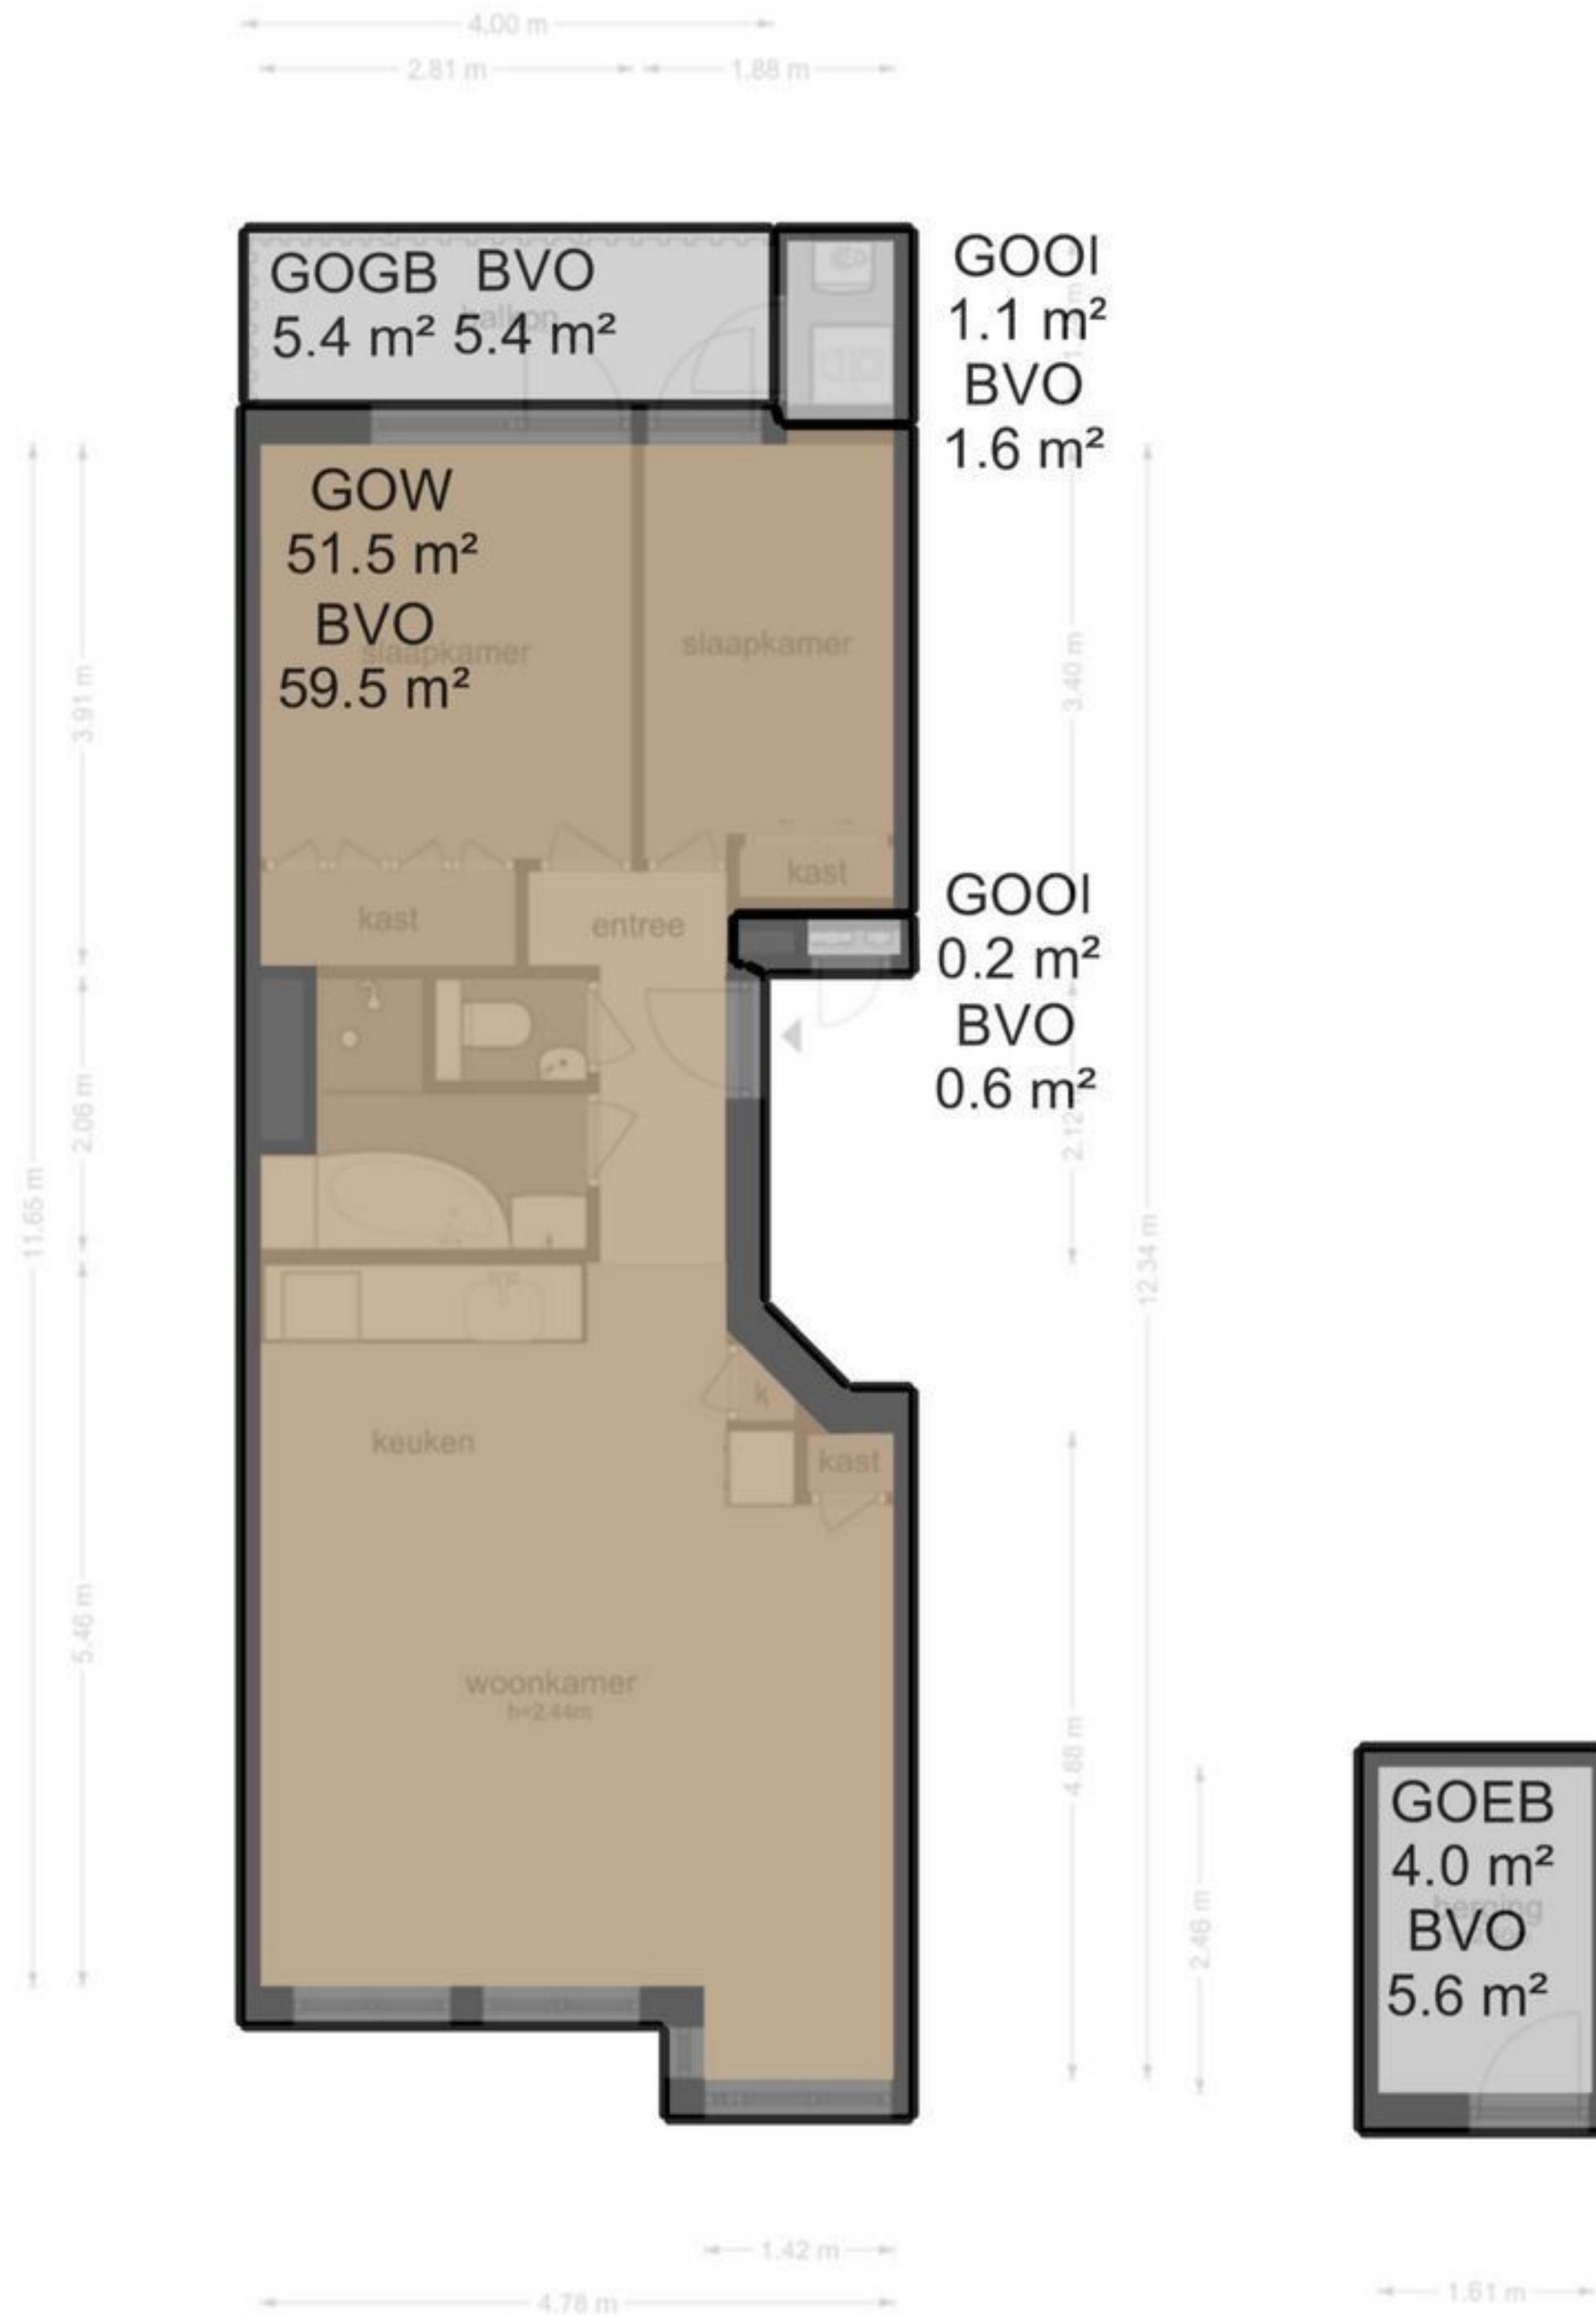 4.00 m
2.81 m
1.88 m
GOGB BVO
5.4 m² 5.4 m²
balkon
GOOI
1.1 m²
BVO
1.6 m²
GOW
51.5 m²
BVO
59.5 m²
slaapkamer
slaapkamer
3.91 m
3.40 m
kast
kast
entree
GOOI
0.2 m²
BVO
0.6 m²
2.06 m
2.12
11.65 m
12.34 m
k
keuken
kast
5.46 m
woonkamer
h=2.44m
4.88 m
2.46 m
GOEB
4.0 m²
berging
BVO
5.6 m²
1.42 m
4.78 m
1.61 m